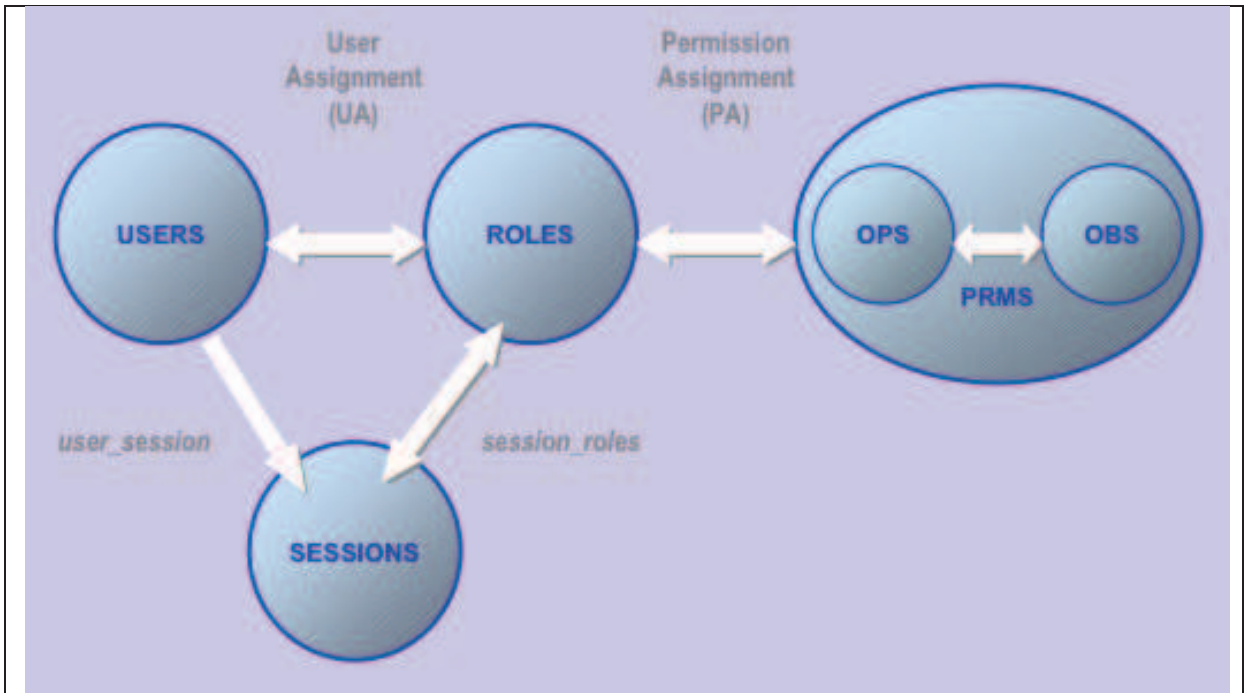 User
Assignment
(UA)
Permission
Assignment
(PA)
USERS
ROLES
OPS
OBS
PRMS
user_session
session_roles
SESSIONS